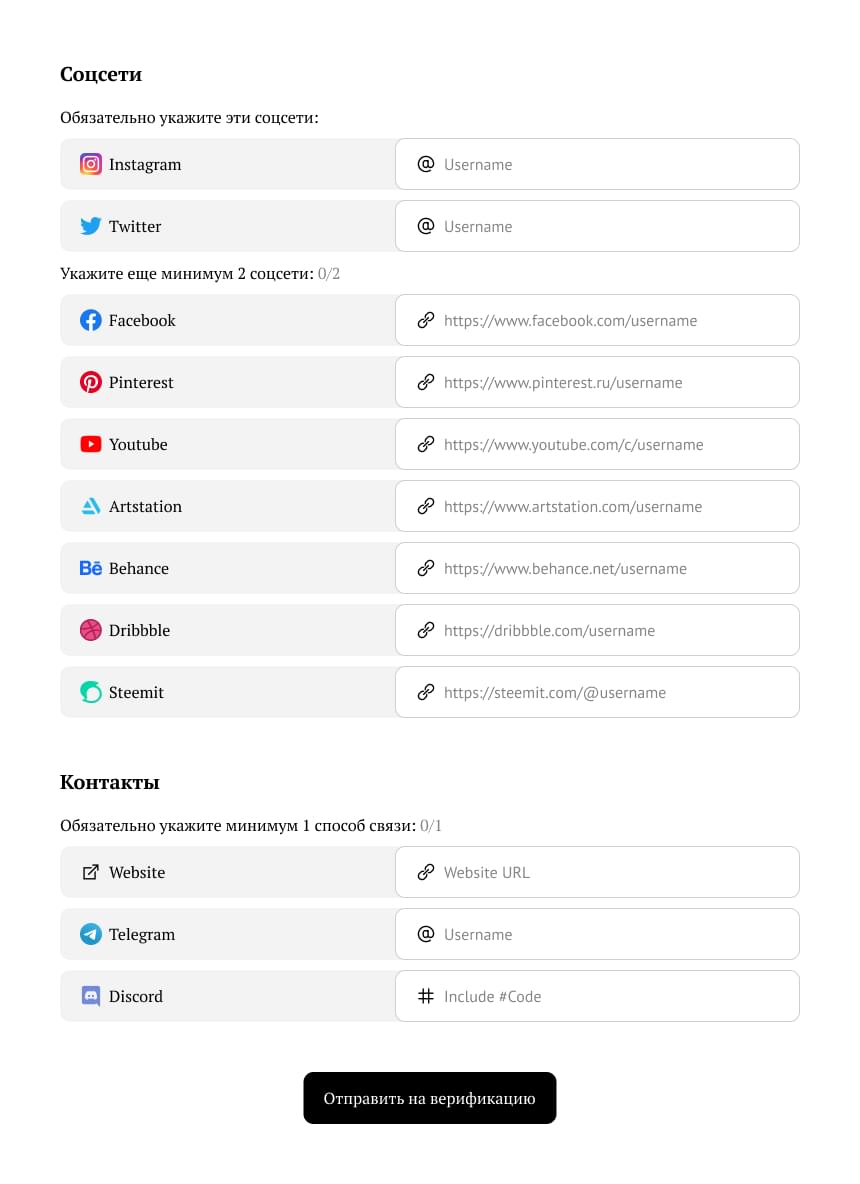 Соцсети
Обязательно укажите эти соцсети:
Instagram @ Username
Twitter @ Username
Укажите еще минимум 2 соцсети: 0/2
Facebook https://www.facebook.com/username
Pinterest https://www.pinterest.ru/username
Youtube https://www.youtube.com/c/username
Artstation https://www.artstation.com/username
Bē Behance https://www.behance.net/username
Dribbble https://dribbble.com/username
Steemit https://steemit.com/@username
Контакты
Обязательно укажите минимум 1 способ связи: 0/1
Website Website URL
Telegram @ Username
Discord # Include #Code
Отправить на верификацию